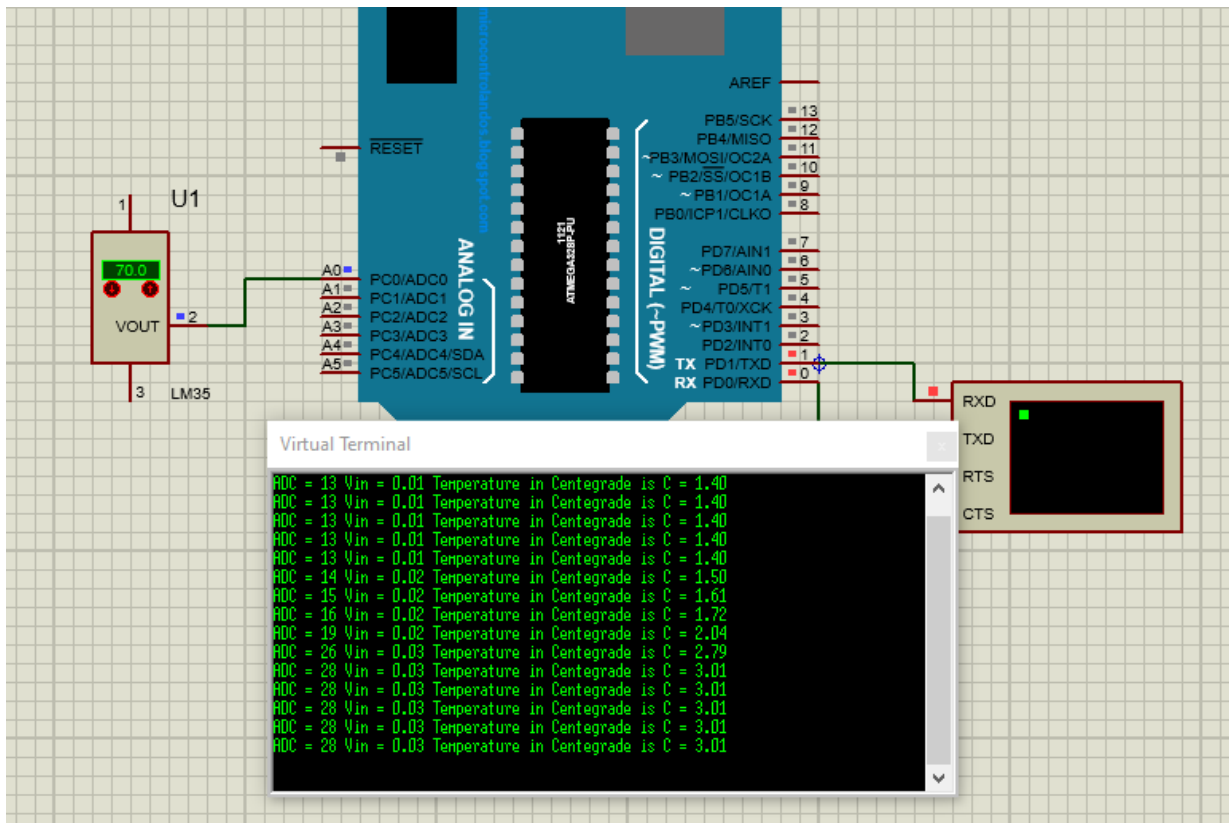 microcontrolandos.blogspot.com
AREF
RESET
PB5/SCK 13
PB4/MISO 12
~PB3/MOSI/OC2A 11
~ PB2/SS/OC1B 10
~ PB1/OC1A 9
PB0/ICP1/CLKO 8
1
U1
70.0
VOUT
2
3
LM35
A0 PC0/ADC0
A1 PC1/ADC1
A2 PC2/ADC2
A3 PC3/ADC3
A4 PC4/ADC4/SDA
A5 PC5/ADC5/SCL
ANALOG IN
1121
ATMEGA328P-PU
DIGITAL (~PWM)
PD7/AIN1 7
~PD6/AIN0 6
~ PD5/T1 5
PD4/T0/XCK 4
~PD3/INT1 3
PD2/INT0 2
TX PD1/TXD 1
RX PD0/RXD 0
RXD
TXD
RTS
CTS
Virtual Terminal
x
ADC = 13 Vin = 0.01 Temperature in Centegrade is C = 1.40
ADC = 13 Vin = 0.01 Temperature in Centegrade is C = 1.40
ADC = 13 Vin = 0.01 Temperature in Centegrade is C = 1.40
ADC = 13 Vin = 0.01 Temperature in Centegrade is C = 1.40
ADC = 13 Vin = 0.01 Temperature in Centegrade is C = 1.40
ADC = 14 Vin = 0.02 Temperature in Centegrade is C = 1.50
ADC = 15 Vin = 0.02 Temperature in Centegrade is C = 1.61
ADC = 16 Vin = 0.02 Temperature in Centegrade is C = 1.72
ADC = 19 Vin = 0.02 Temperature in Centegrade is C = 2.04
ADC = 26 Vin = 0.03 Temperature in Centegrade is C = 2.79
ADC = 28 Vin = 0.03 Temperature in Centegrade is C = 3.01
ADC = 28 Vin = 0.03 Temperature in Centegrade is C = 3.01
ADC = 28 Vin = 0.03 Temperature in Centegrade is C = 3.01
ADC = 28 Vin = 0.03 Temperature in Centegrade is C = 3.01
ADC = 28 Vin = 0.03 Temperature in Centegrade is C = 3.01